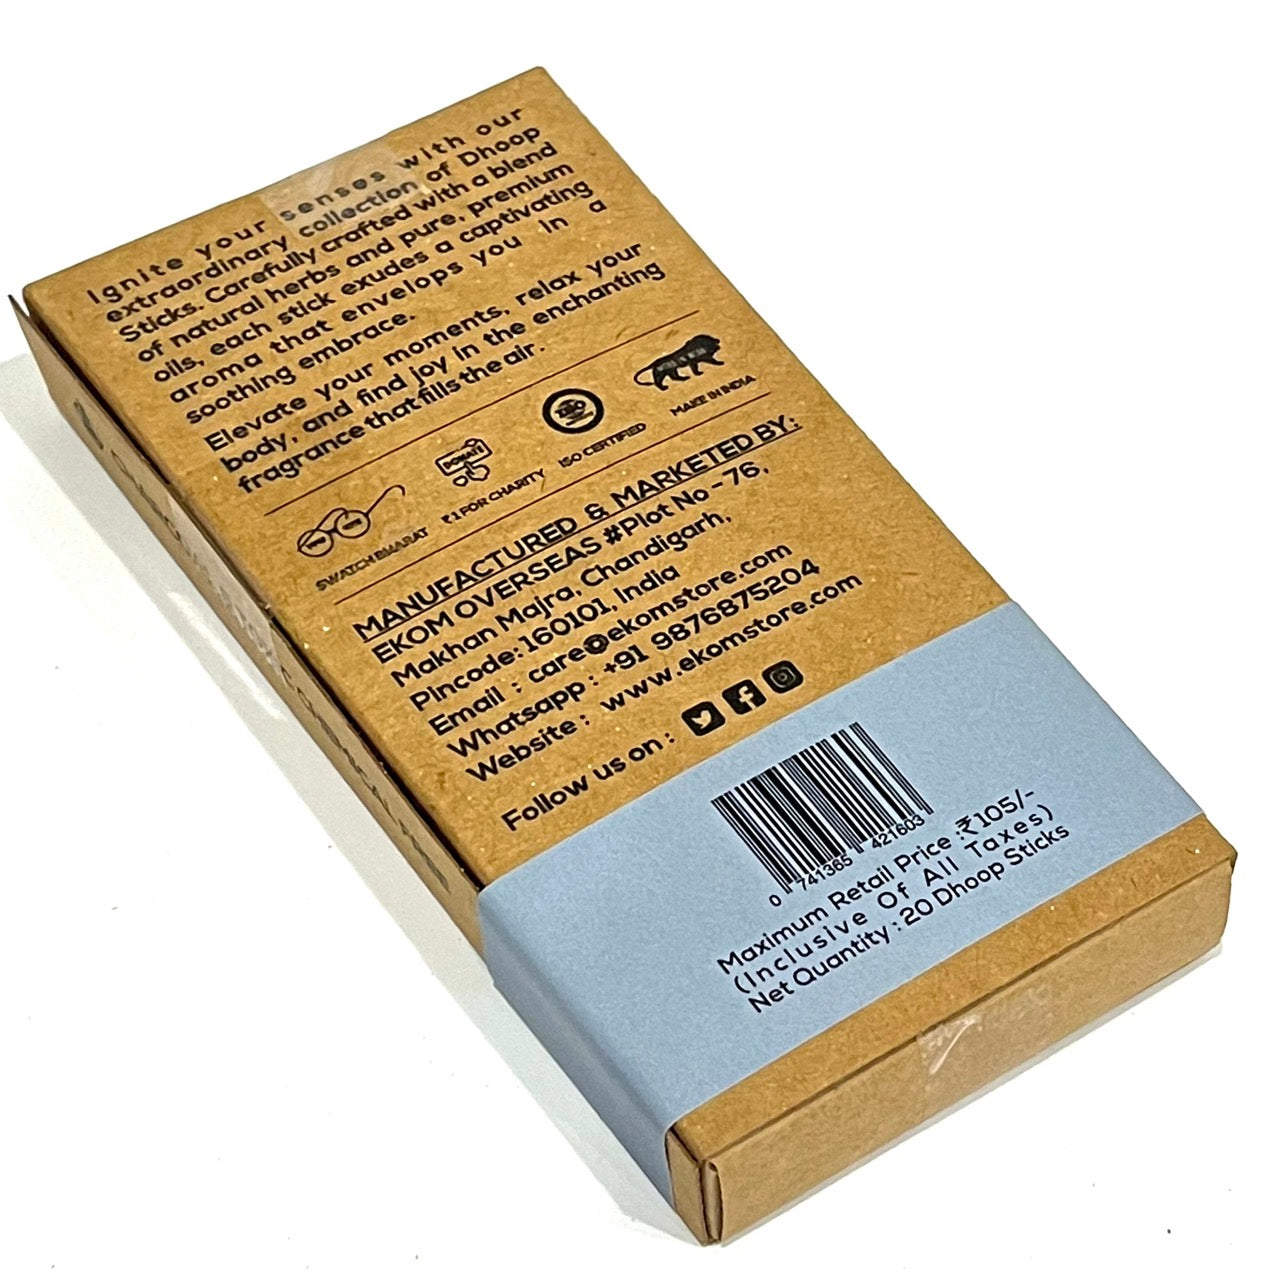 Ignite your senses with our
extraordinary collection of Dhoop
Sticks. Carefully crafted with a blend
of natural herbs and pure, premium
oils, each stick exudes a captivating
aroma that envelops you in a
soothing embrace.
Elevate your moments, relax your
body, and find joy in the enchanting
fragrance that fills the air.
SWATCH BHARAT
DONATE
₹1 FOR CHARITY
ISO
ISO CERTIFIED
MAKE IN INDIA
MANUFACTURED & MARKETED BY:
EKOM OVERSEAS #Plot No - 76,
Makhan Majra, Chandigarh,
Pincode: 160101, India
Email : care@ekomstore.com
Whatsapp : +91 9876875204
Website : www.ekomstore.com
Follow us on :
0 741365 421603
Maximum Retail Price :₹105/-
(Inclusive Of All Taxes)
Net Quantity : 20 Dhoop Sticks